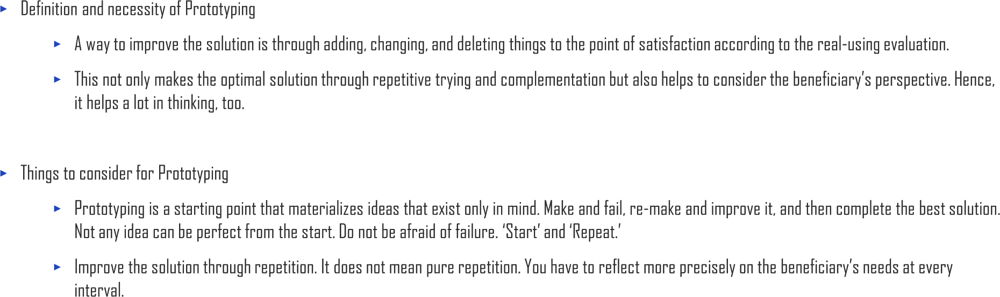 Definition and necessity of Prototyping
A way to improve the solution is through adding, changing, and deleting things to the point of satisfaction according to the real-using evaluation.
This not only makes the optimal solution through repetitive trying and complementation but also helps to consider the beneficiary's perspective. Hence,
it helps a lot in thinking, too.
Things to consider for Prototyping
Prototyping is a starting point that materializes ideas that exist only in mind. Make and fail, re-make and improve it, and then complete the best solution.
Not any idea can be perfect from the start. Do not be afraid of failure. ‘Start’ and ‘Repeat.’
Improve the solution through repetition. It does not mean pure repetition. You have to reflect more precisely on the beneficiary's needs at every
interval.